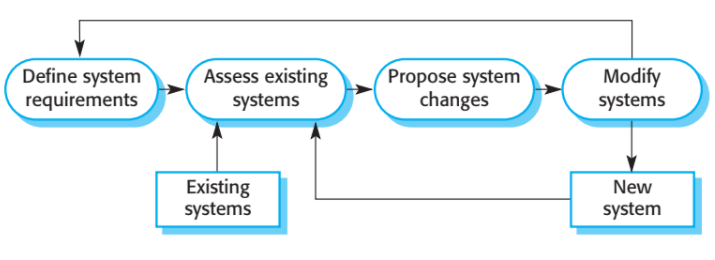 Define system
requirements
Assess existing
systems
Propose system
changes
Modify
systems
Existing
systems
New
system